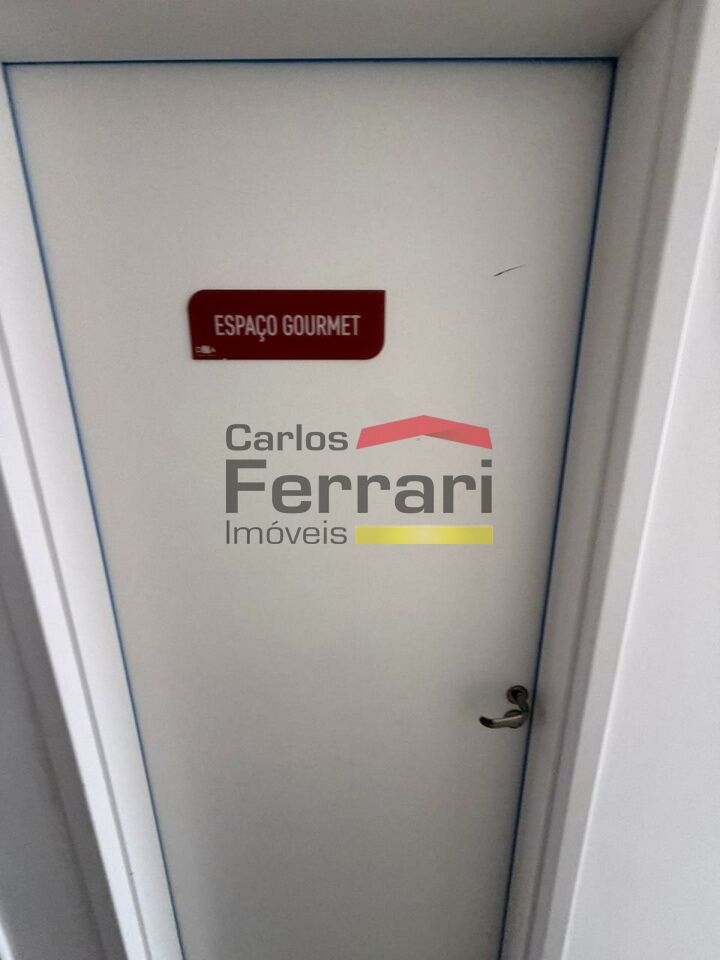 ESPAÇO GOURMET
Carlos
Ferrari
Imóveis